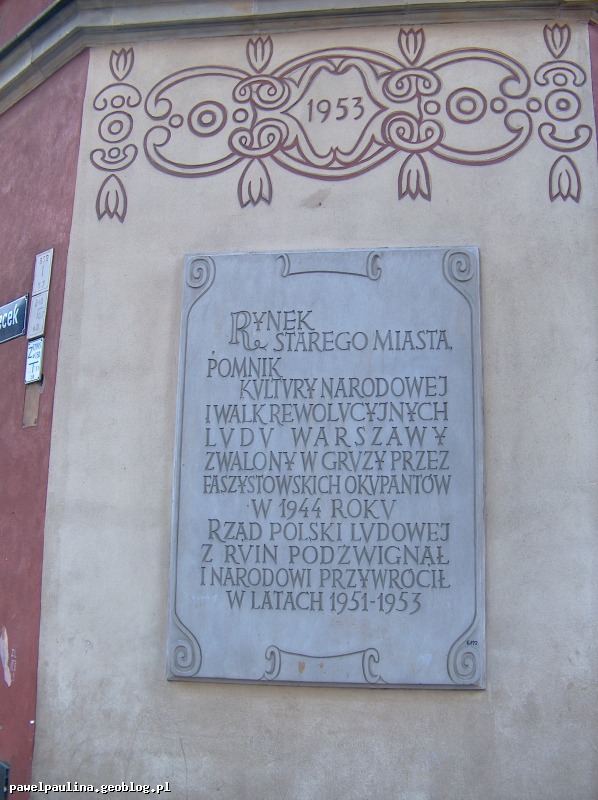 1953
RYNEK
STAREGO MIASTA,
POMNIK
KVLTVRY NARODOWEJ
I WALK REWOLVCYJNYCH
LVDV WARSZAWY
ZWALONY W GRVZY PRZEZ
FASZYSTOWSKICH OKVPANTÓW
W 1944 ROKV
RZĄD POLSKI LVDOWEJ
Z RVIN PODŹWIGNĄŁ
I NARODOWI PRZYWRÓCIŁ
W LATACH 1951-1953
pawelpaulina.geoblog.pl